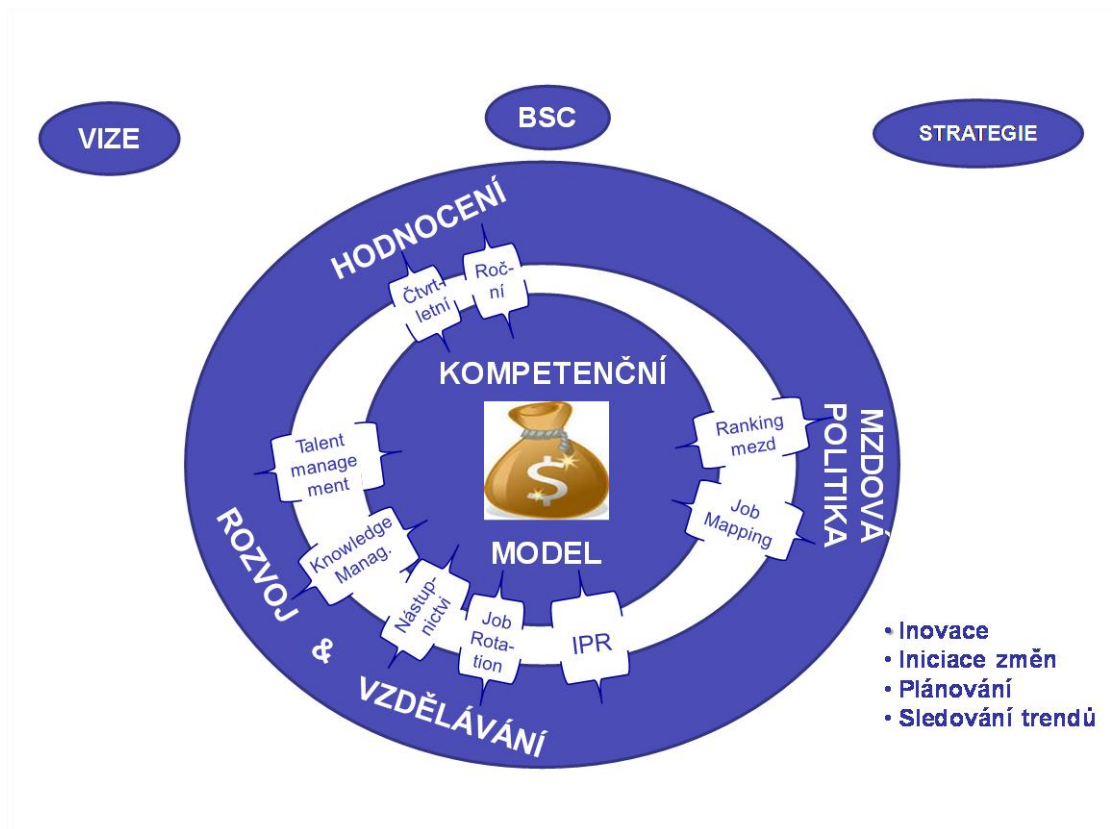 VIZE
BSC
STRATEGIE
HODNOCENÍ
Čtvrt-
letní
Roč-
ní
KOMPETENČNÍ
$
MODEL
MZDOVÁ
POLITIKA
Ranking
mezd
Job
Mapping
Talent
manage
ment
Knowledge
Manag.
Nástup-
nictvi
Job
Rota-
tion
IPR
ROZVOJ & VZDĚLÁVÁNÍ
• Inovace
• Iniciace změn
• Plánování
• Sledování trendů